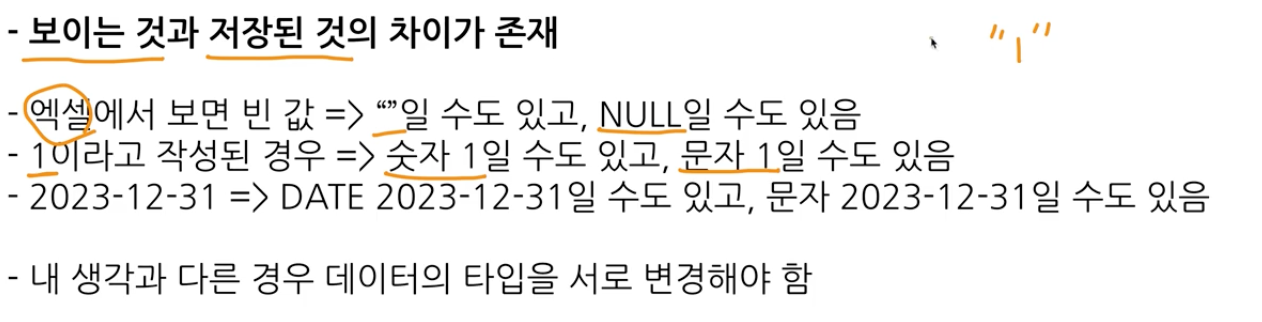 - 보이는 것과 저장된 것의 차이가 존재
"1"
- 엑셀에서 보면 빈 값 => “”일 수도 있고, NULL일 수도 있음
- 1이라고 작성된 경우 => 숫자 1일 수도 있고, 문자 1일 수도 있음
- 2023-12-31 => DATE 2023-12-31일 수도 있고, 문자 2023-12-31일 수도 있음
- 내 생각과 다른 경우 데이터의 타입을 서로 변경해야 함